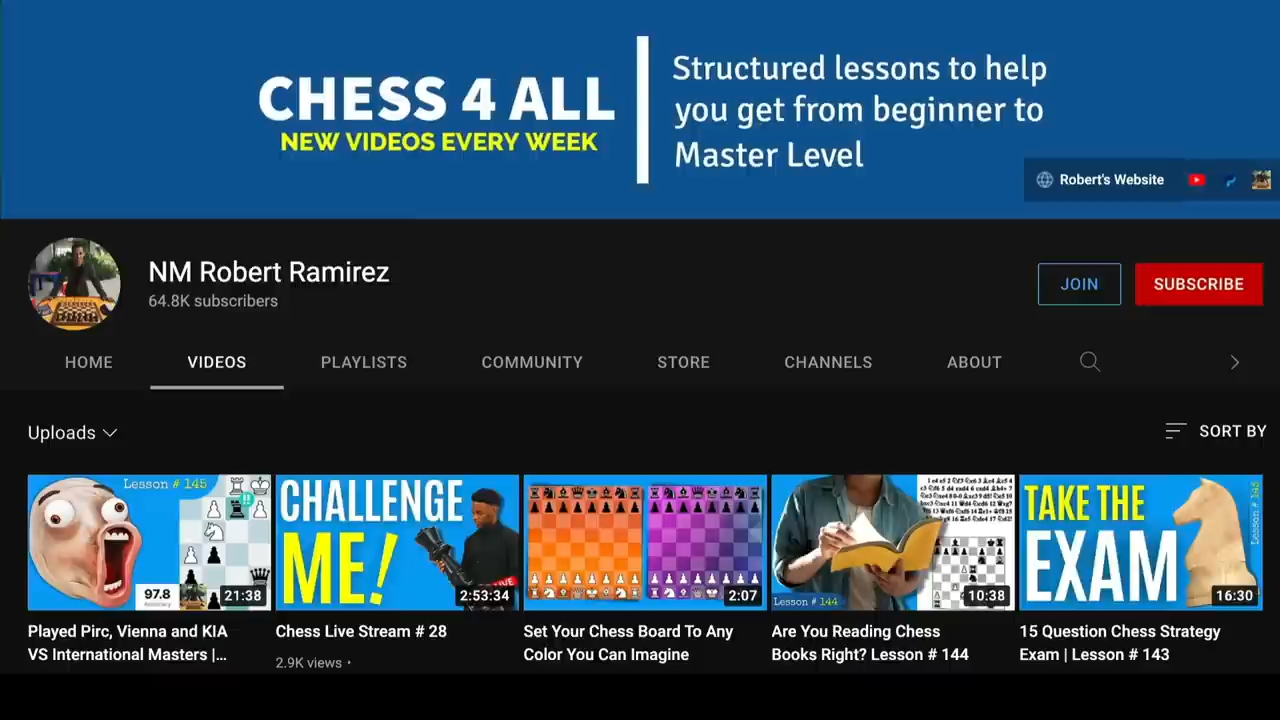 CHESS 4 ALL
NEW VIDEOS EVERY WEEK
Structured lessons to help
you get from beginner to
Master Level
Robert's Website
NM Robert Ramirez
64.8K subscribers
JOIN
SUBSCRIBE
HOME
VIDEOS
PLAYLISTS
COMMUNITY
STORE
CHANNELS
ABOUT
Uploads
SORT BY
Lesson # 145
97.8
Accuracy
21:38
Played Pirc, Vienna and KIA
VS International Masters |...
CHALLENGE
ME!
LIVE
2:53:34
Chess Live Stream # 28
2.9K views •
2:07
Set Your Chess Board To Any
Color You Can Imagine
Lesson # 144
10:38
Are You Reading Chess
Books Right? Lesson # 144
TAKE THE
EXAM
Lesson # 145
16:30
15 Question Chess Strategy
Exam | Lesson # 143